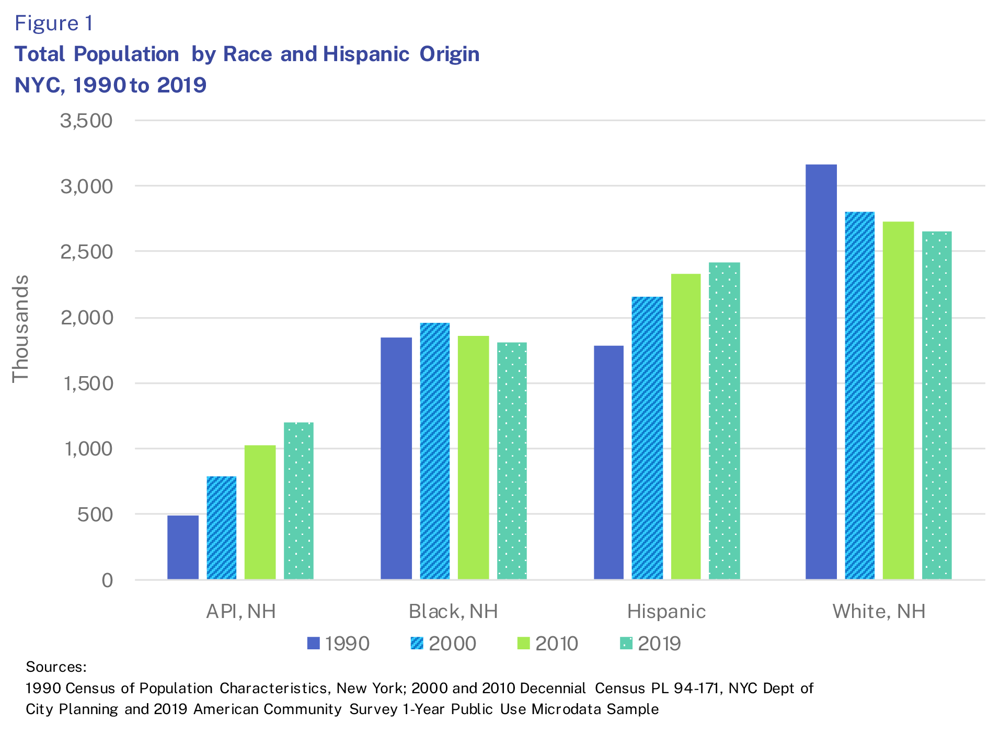 Figure 1
Total Population by Race and Hispanic Origin
NYC, 1990 to 2019
3,500
3,000
2,500
2,000
1,500
1,000
500
0
Thousands
API, NH
Black, NH
Hispanic
White, NH
1990
2000
2010
2019
Sources:
1990 Census of Population Characteristics, New York; 2000 and 2010 Decennial Census PL 94-171, NYC Dept of
City Planning and 2019 American Community Survey 1-Year Public Use Microdata Sample